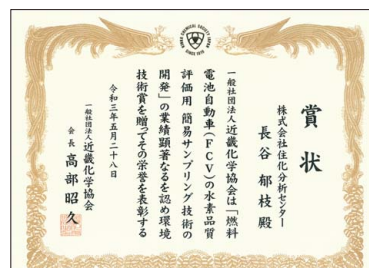 賞状
株式会社住化分析センター
長谷 郁枝 殿
一般社団法人近畿化学協会は「燃料
電池自動車(FCV)の水素品質
評価用 簡易サンプリング技術の
開発」の業績顕著なるを認め環境
技術賞を贈ってその栄誉を表彰する
令和三年五月二十八日
一般社団法人近畿化学協会
会長 高部昭久